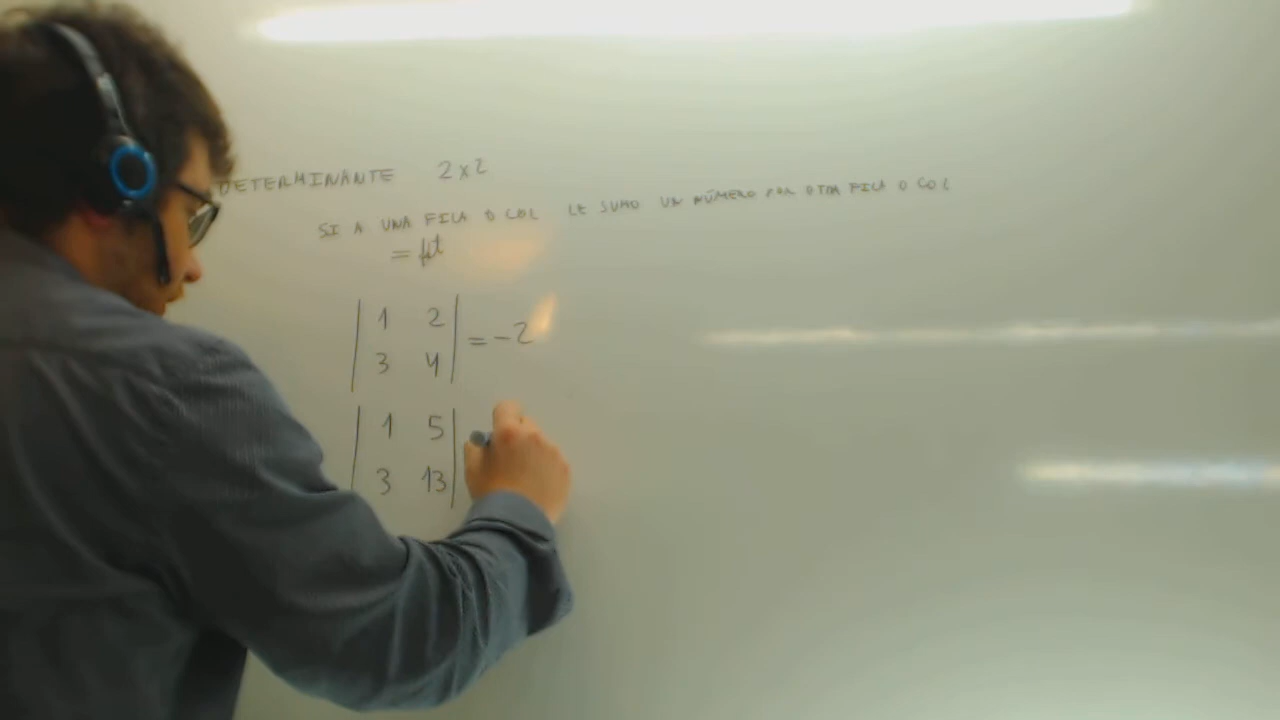 DETERMINANTE 2x2
SI A UNA FILA O COL LE SUMO UN NÚMERO POR OTRA FILA O COL
= det
1 2
3 4 = -2
1 5
3 13